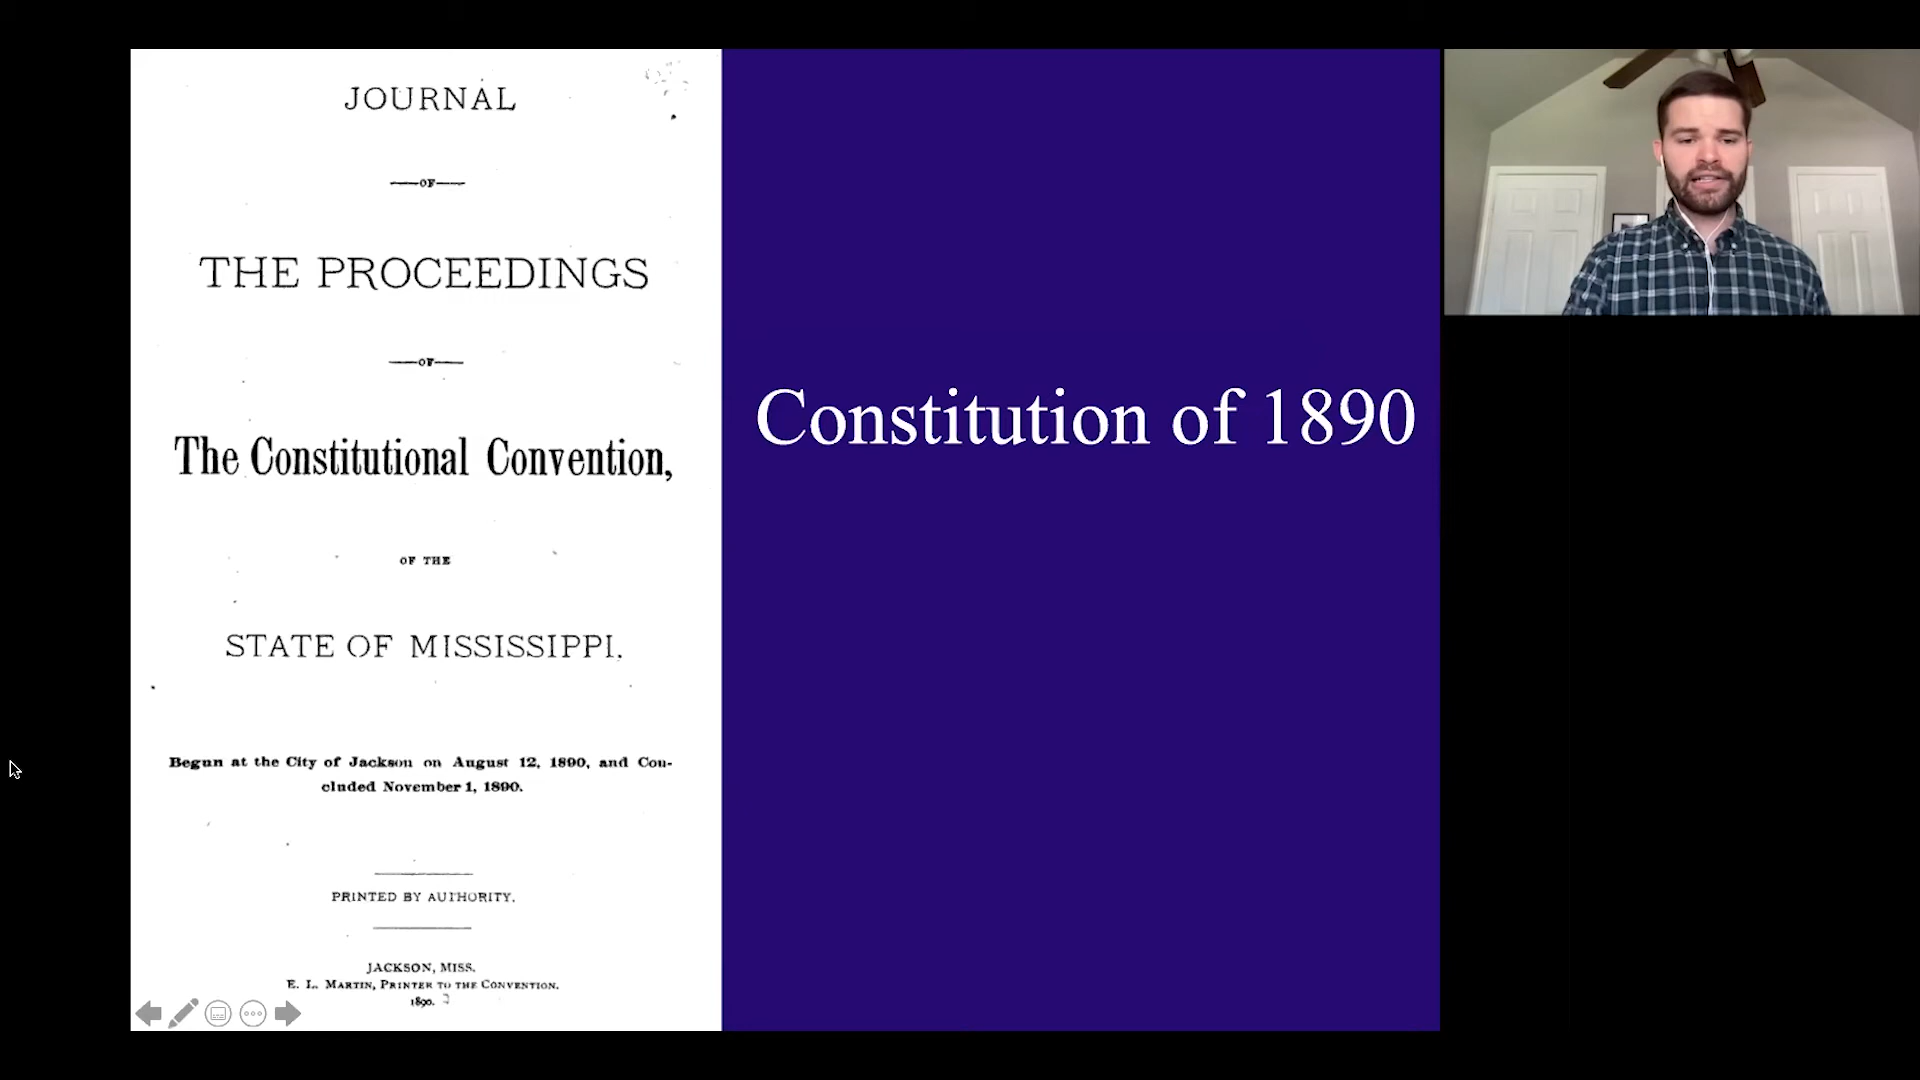 JOURNAL
OF
THE PROCEEDINGS
OF
The Constitutional Convention,
OF THE
STATE OF MISSISSIPPI.
Begun at the City of Jackson on August 12, 1890, and Con-
cluded November 1, 1890.
PRINTED BY AUTHORITY.
JACKSON, MISS.
E. L. MARTIN, PRINTER TO THE CONVENTION.
1890.
Constitution of 1890